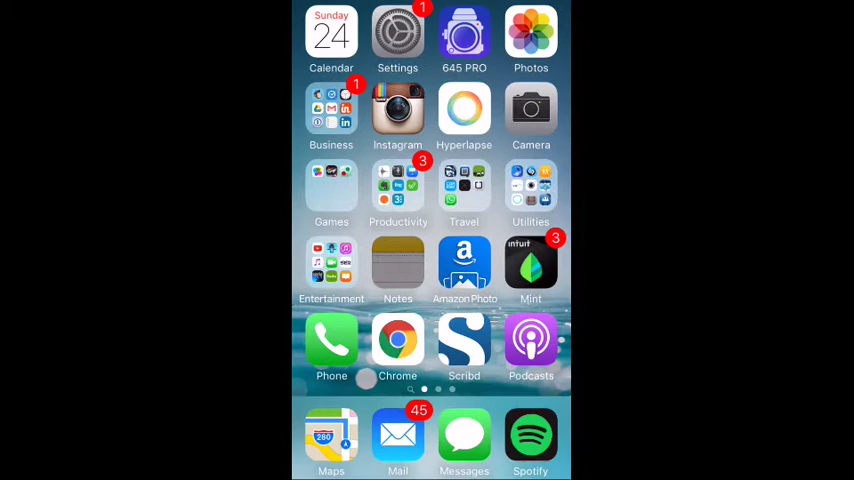 Sunday
24
1
Calendar
Settings
645 PRO
Photos
1
Business
Instagram
Hyperlapse
Camera
3
Games
Productivity
Travel
Utilities
intuit
3
Entertainment
Notes
Amazon Photo
Mint
Phone
Chrome
Scribd
Podcasts
280
45
Maps
Mail
Messages
Spotify